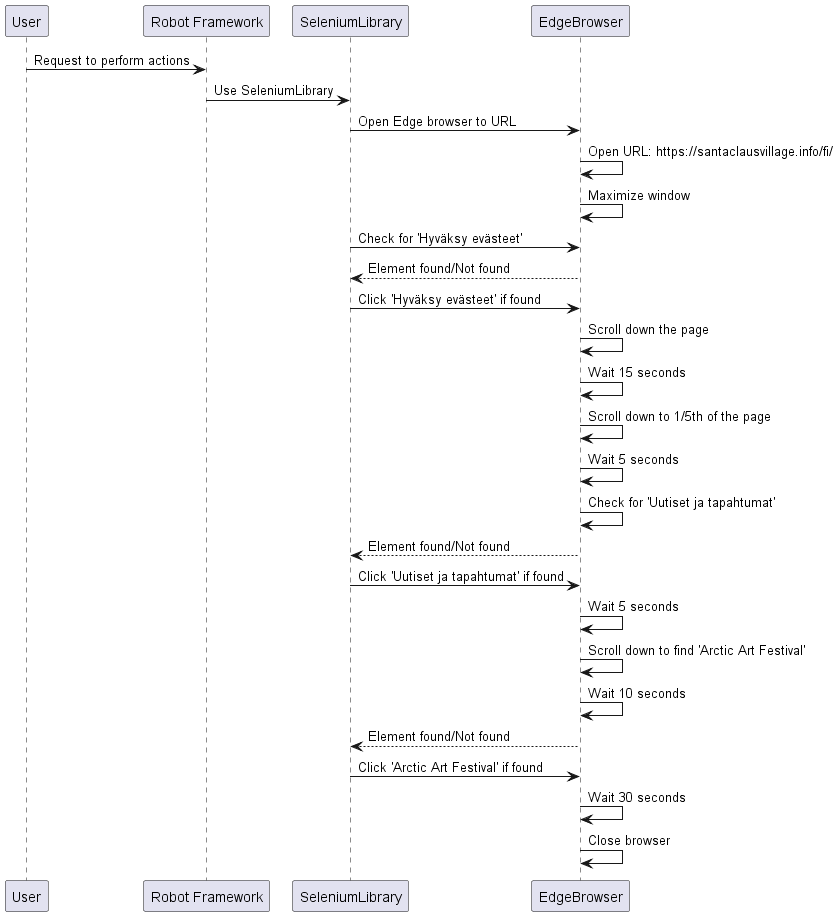 User
Robot Framework
SeleniumLibrary
EdgeBrowser
Request to perform actions
Use SeleniumLibrary
Open Edge browser to URL
Open URL: https://santaclausvillage.info/fi/
Maximize window
Check for 'Hyväksy evästeet'
Element found/Not found
Click 'Hyväksy evästeet' if found
Scroll down the page
Wait 15 seconds
Scroll down to 1/5th of the page
Wait 5 seconds
Check for 'Uutiset ja tapahtumat'
Element found/Not found
Click 'Uutiset ja tapahtumat' if found
Wait 5 seconds
Scroll down to find 'Arctic Art Festival'
Wait 10 seconds
Element found/Not found
Click 'Arctic Art Festival' if found
Wait 30 seconds
Close browser
User
Robot Framework
SeleniumLibrary
EdgeBrowser